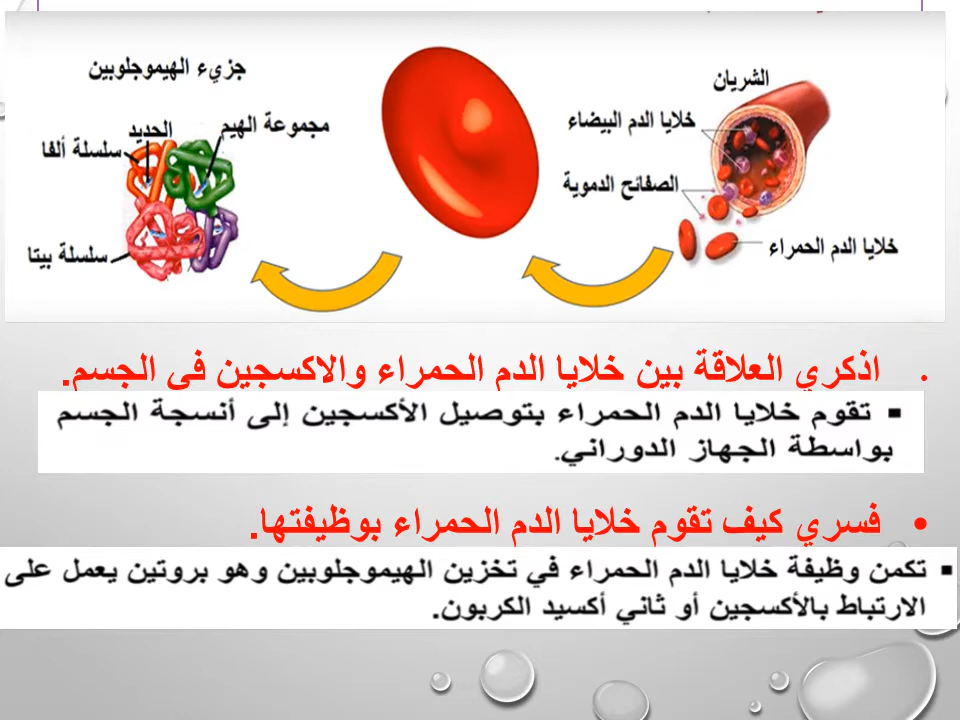 الشريان
خلايا الدم البيضاء
الصفائح الدموية
خلايا الدم الحمراء
جزيء الهيموجلوبين
مجموعة الهيم
الحديد
سلسلة ألفا
سلسلة بيتا
. اذكري العلاقة بين خلايا الدم الحمراء والاكسجين فى الجسم.
▪ تقوم خلايا الدم الحمراء بتوصيل الأكسجين إلى أنسجة الجسم
بواسطة الجهاز الدوراني.
• فسري كيف تقوم خلايا الدم الحمراء بوظيفتها.
▪ تكمن وظيفة خلايا الدم الحمراء في تخزين الهيموجلوبين وهو بروتين يعمل على
الارتباط بالأكسجين أو ثاني أكسيد الكربون.